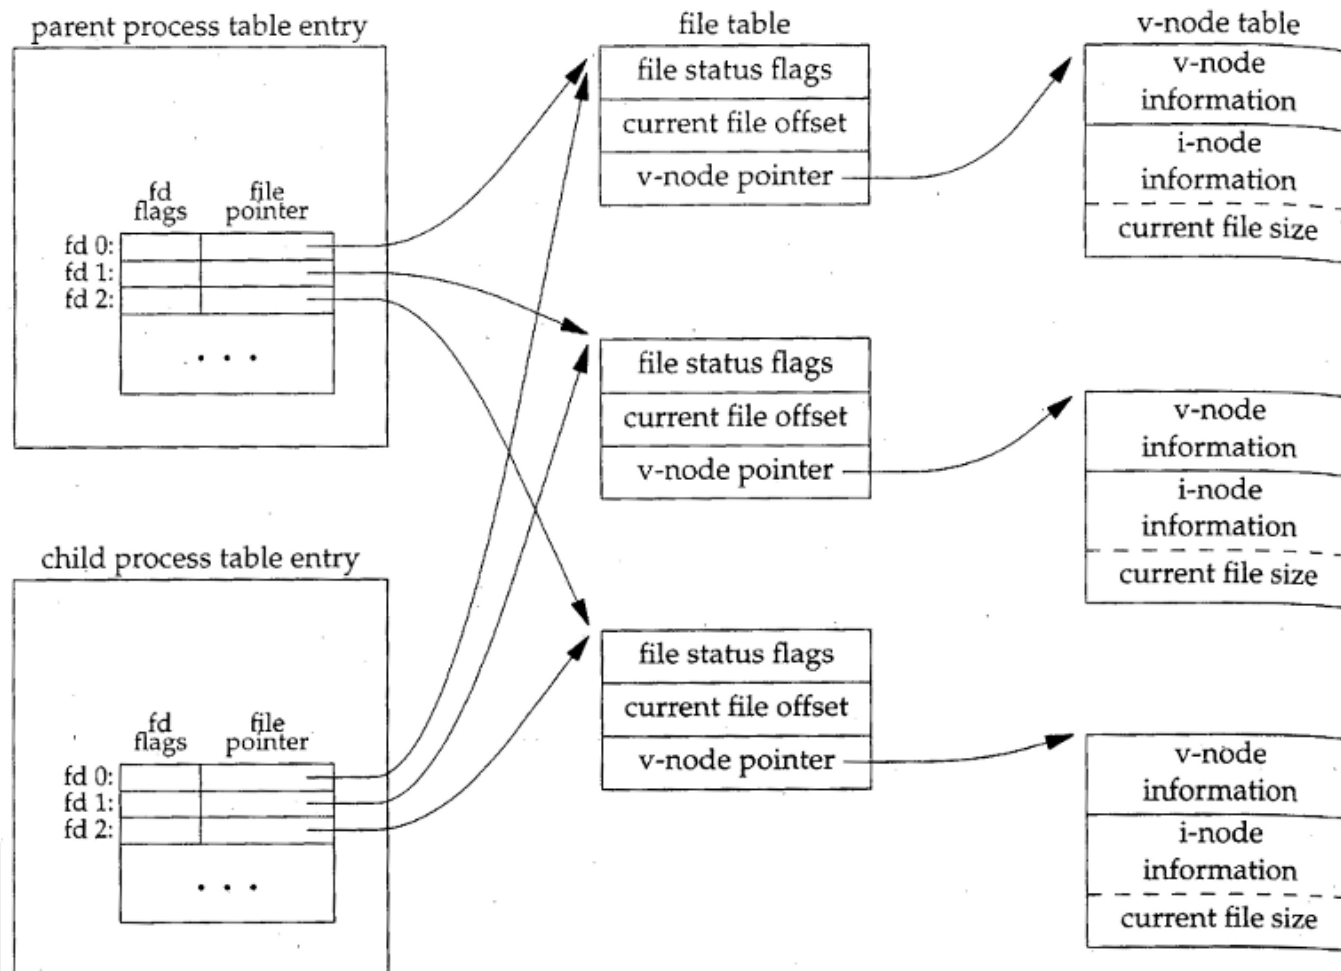 parent process table entry
fd
flags
file
pointer
fd 0:
fd 1:
fd 2:
• • •
child process table entry
fd
flags
file
pointer
fd 0:
fd 1:
fd 2:
• • •
file table
file status flags
current file offset
v-node pointer
file status flags
current file offset
v-node pointer
file status flags
current file offset
v-node pointer
v-node table
v-node
information
i-node
information
current file size
v-node
information
i-node
information
current file size
v-node
information
i-node
information
current file size